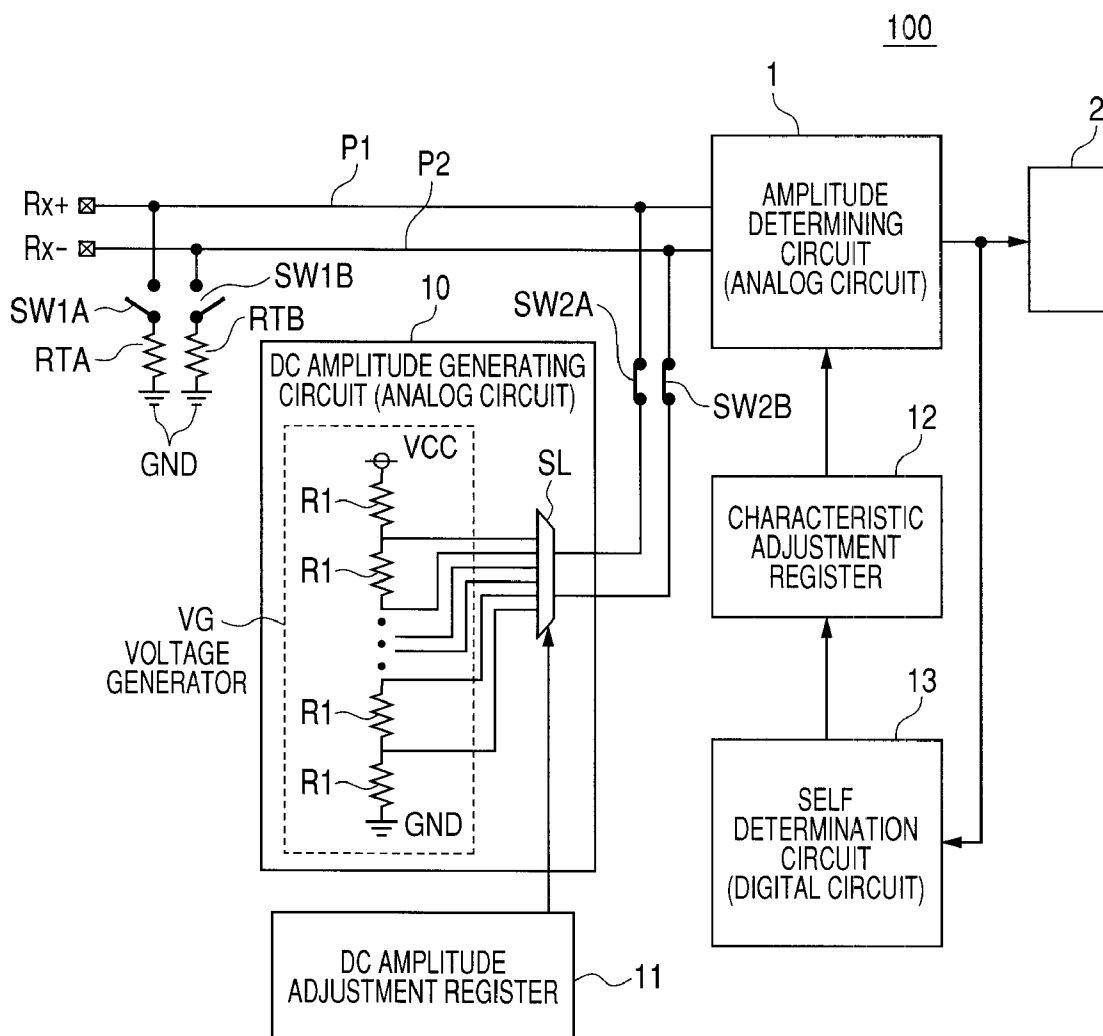 100
1
2
P1
P2
Rx+
Rx-
AMPLITUDE
DETERMINING
CIRCUIT
(ANALOG CIRCUIT)
SW1A
SW1B
RTA
RTB
GND
10
DC AMPLITUDE GENERATING
CIRCUIT (ANALOG CIRCUIT)
SW2A
SW2B
VCC
SL
R1
R1
R1
R1
GND
VG
VOLTAGE
GENERATOR
12
CHARACTERISTIC
ADJUSTMENT
REGISTER
13
SELF
DETERMINATION
CIRCUIT
(DIGITAL CIRCUIT)
DC AMPLITUDE
ADJUSTMENT REGISTER
11